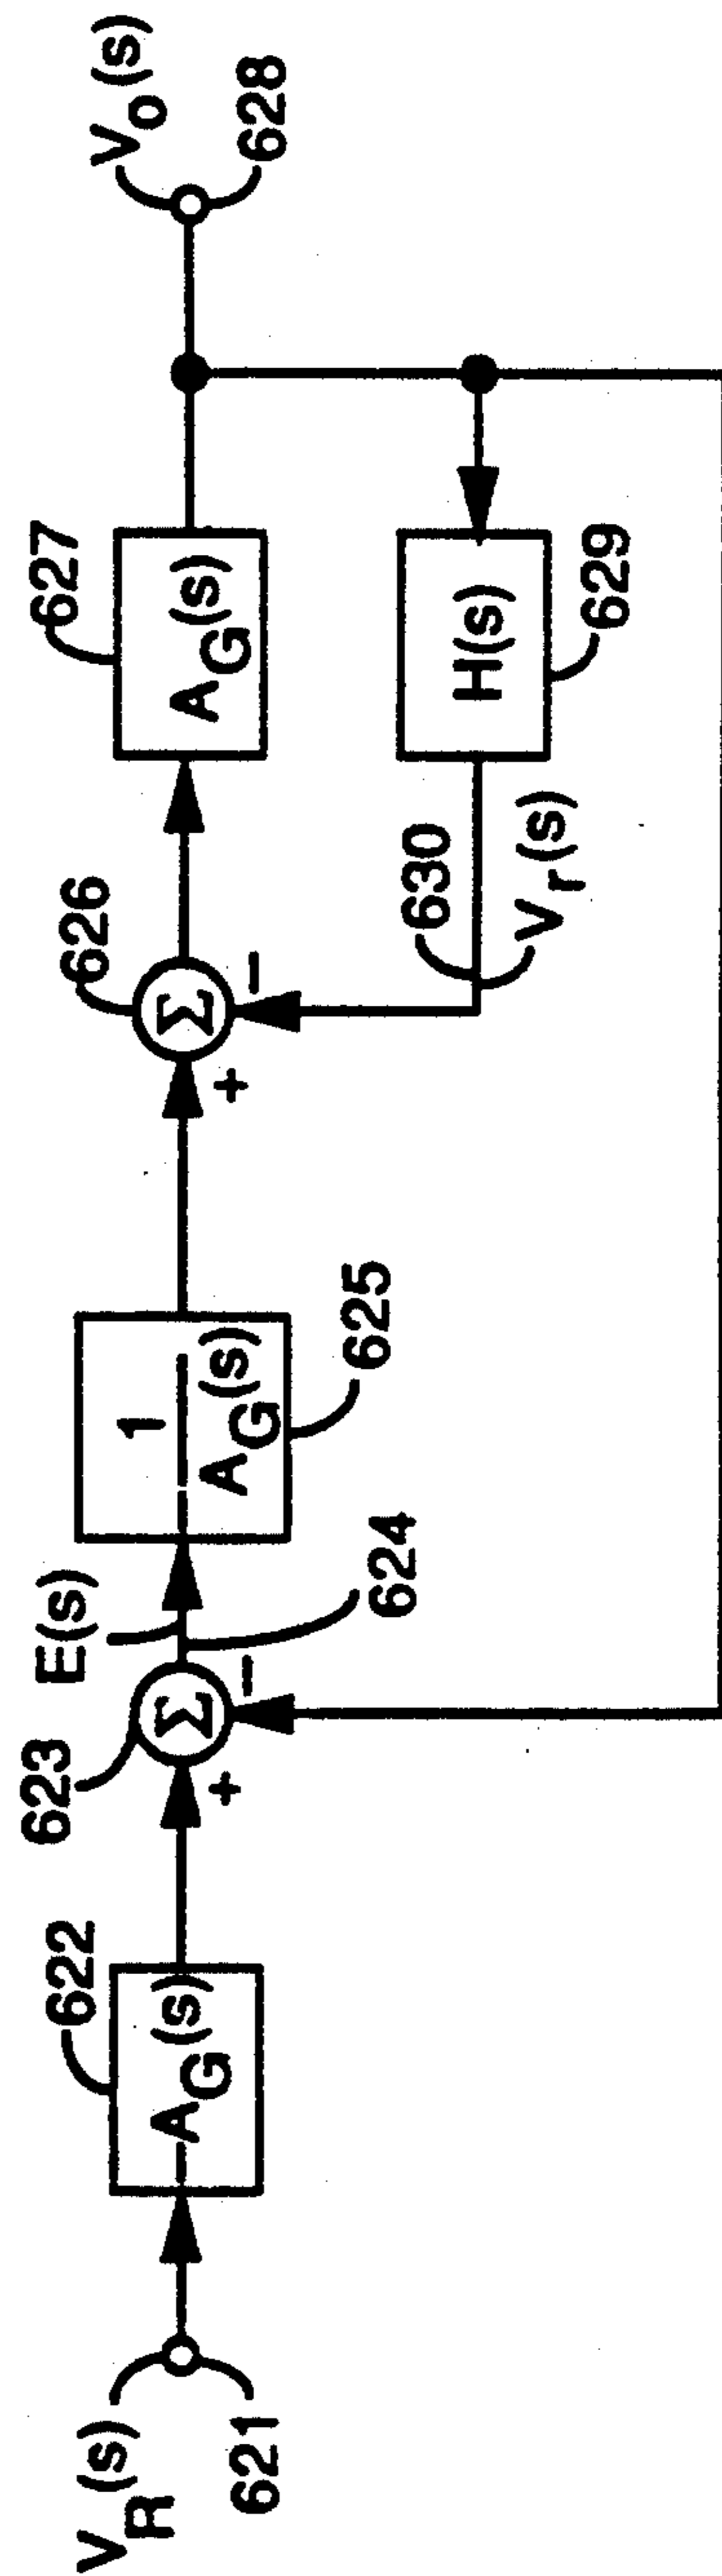 V_R(s)
621
622
A_G(s)
623
Σ
+
−
E(s)
624
1
A_G(s)
625
626
Σ
+
−
627
A_G(s)
V_o(s)
628
H(s)
629
630
V_r(s)